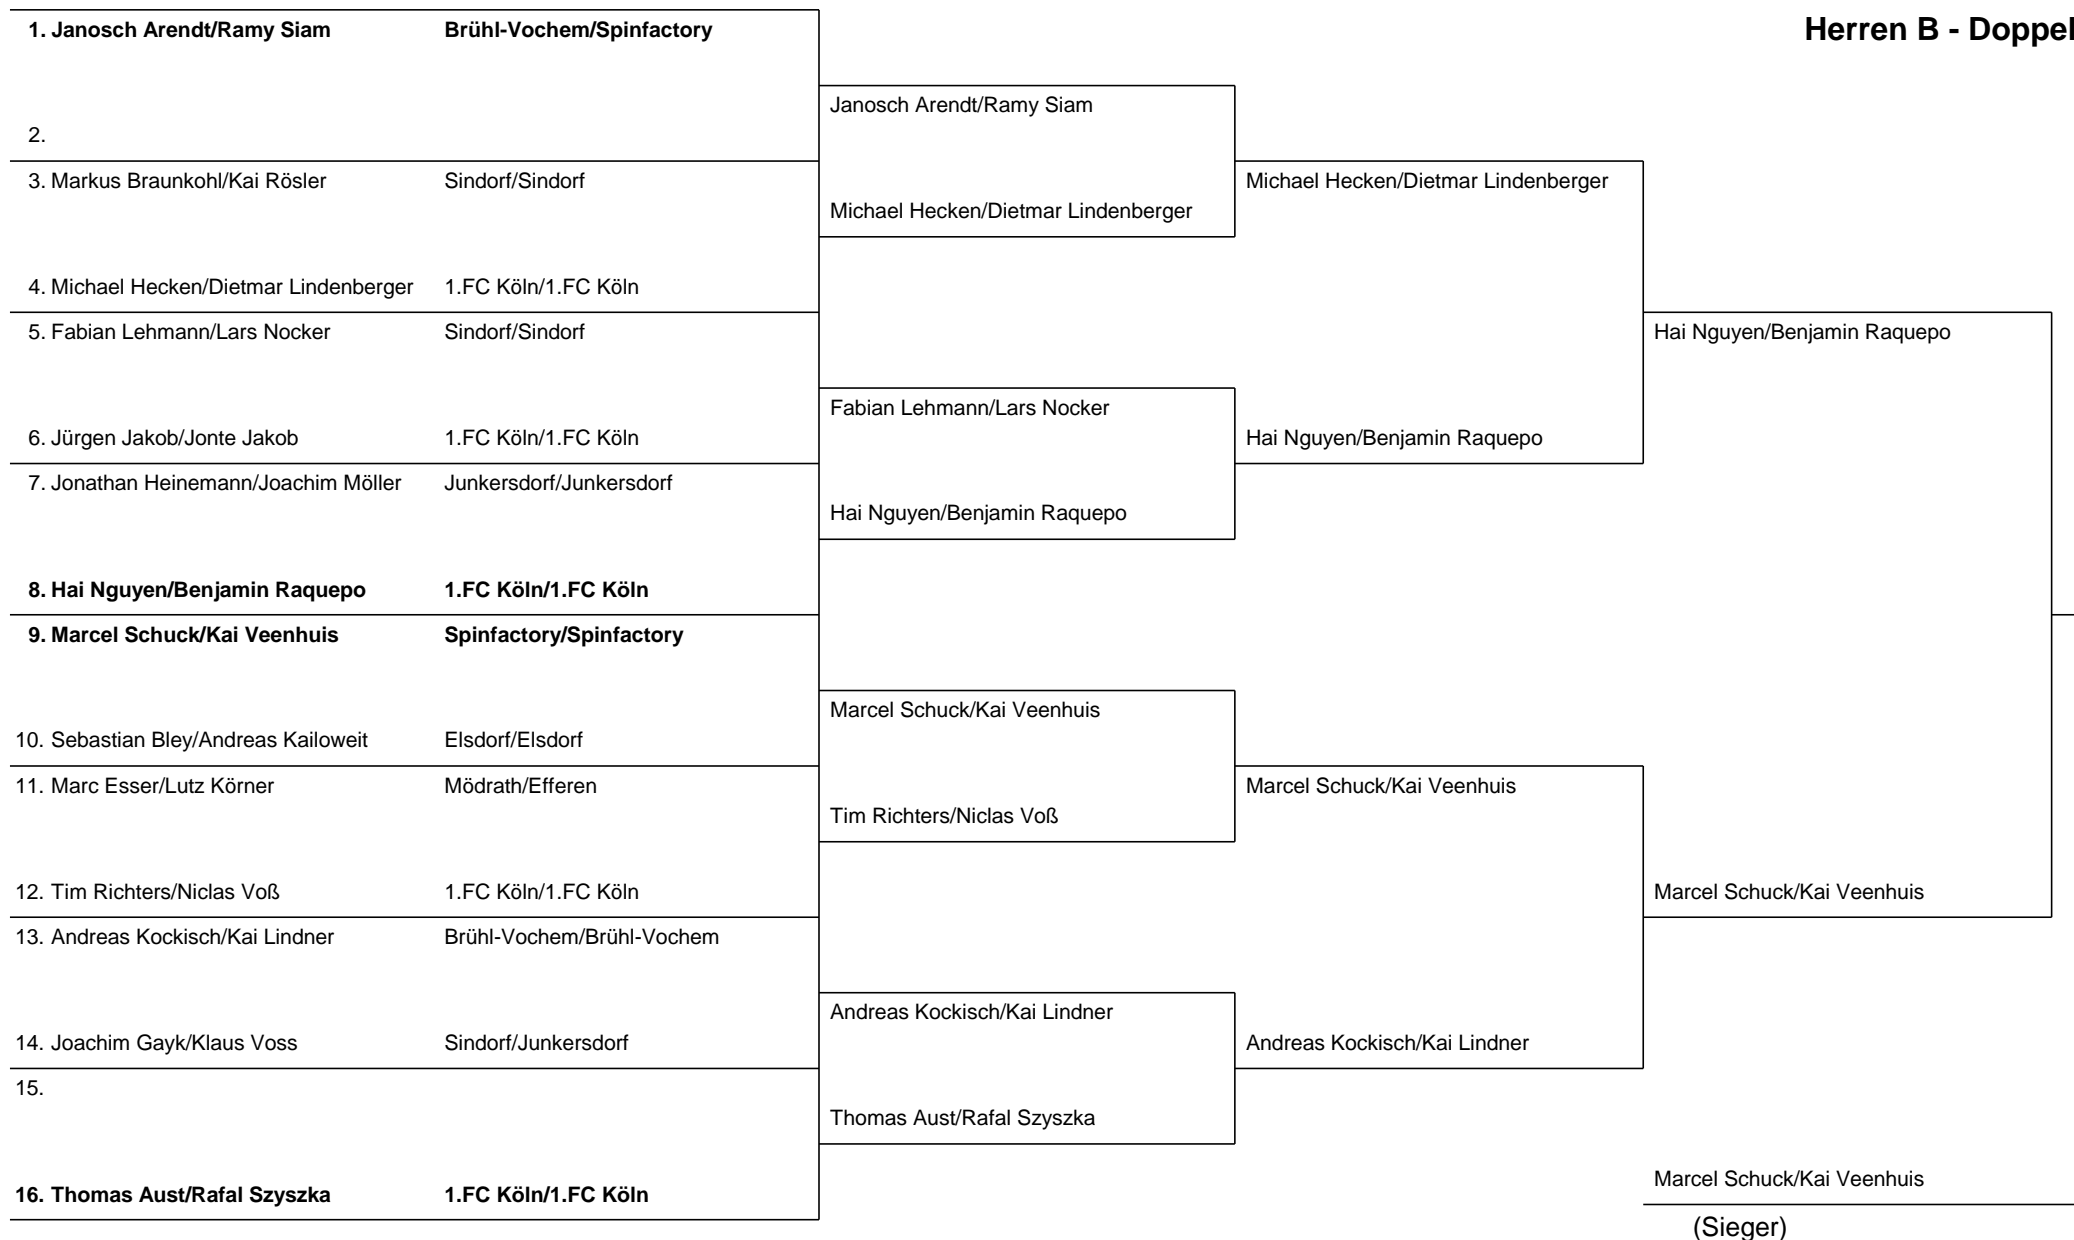 Herren B - Doppel
1. Janosch Arendt/Ramy Siam Brühl-Vochem/Spinfactory
2.
3. Markus Braunkohl/Kai Rösler Sindorf/Sindorf
4. Michael Hecken/Dietmar Lindenberger 1.FC Köln/1.FC Köln
5. Fabian Lehmann/Lars Nocker Sindorf/Sindorf
6. Jürgen Jakob/Jonte Jakob 1.FC Köln/1.FC Köln
7. Jonathan Heinemann/Joachim Möller Junkersdorf/Junkersdorf
8. Hai Nguyen/Benjamin Raquepo 1.FC Köln/1.FC Köln
9. Marcel Schuck/Kai Veenhuis Spinfactory/Spinfactory
10. Sebastian Bley/Andreas Kailoweit Elsdorf/Elsdorf
11. Marc Esser/Lutz Körner Mödrath/Efferen
12. Tim Richters/Niclas Voß 1.FC Köln/1.FC Köln
13. Andreas Kockisch/Kai Lindner Brühl-Vochem/Brühl-Vochem
14. Joachim Gayk/Klaus Voss Sindorf/Junkersdorf
15.
16. Thomas Aust/Rafal Szyszka 1.FC Köln/1.FC Köln
Janosch Arendt/Ramy Siam
Michael Hecken/Dietmar Lindenberger
Fabian Lehmann/Lars Nocker
Hai Nguyen/Benjamin Raquepo
Marcel Schuck/Kai Veenhuis
Tim Richters/Niclas Voß
Andreas Kockisch/Kai Lindner
Thomas Aust/Rafal Szyszka
Michael Hecken/Dietmar Lindenberger
Hai Nguyen/Benjamin Raquepo
Marcel Schuck/Kai Veenhuis
Andreas Kockisch/Kai Lindner
Hai Nguyen/Benjamin Raquepo
Marcel Schuck/Kai Veenhuis
Marcel Schuck/Kai Veenhuis
(Sieger)